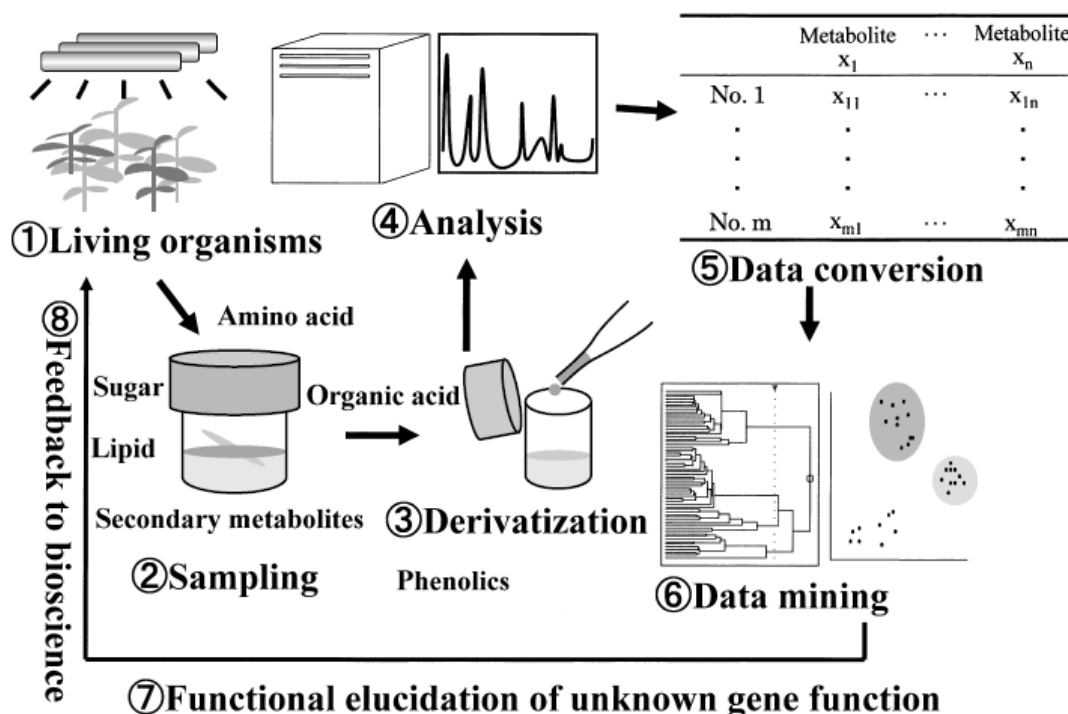 ①Living organisms
Amino acid
Sugar
Organic acid
Lipid
Secondary metabolites
②Sampling
③Derivatization
Phenolics
④Analysis
Metabolite ··· Metabolite
x1 xn
No. 1 x11 ··· x1n
No. m xm1 ··· xmn
⑤Data conversion
⑥Data mining
⑦Functional elucidation of unknown gene function
⑧Feedback to bioscience